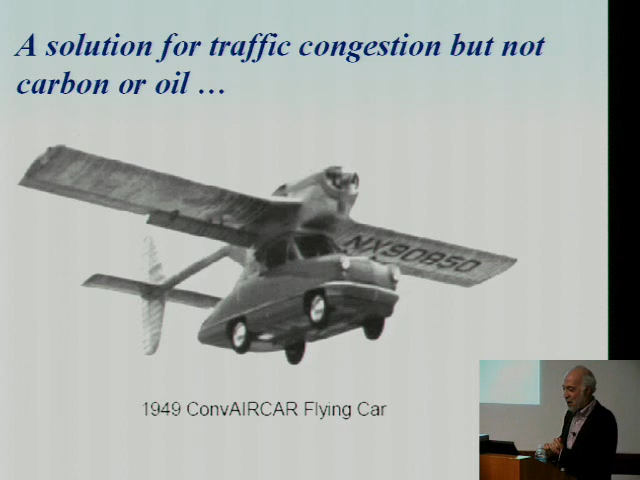 A solution for traffic congestion but not
carbon or oil …
NX90850
1949 ConvAIRCAR Flying Car